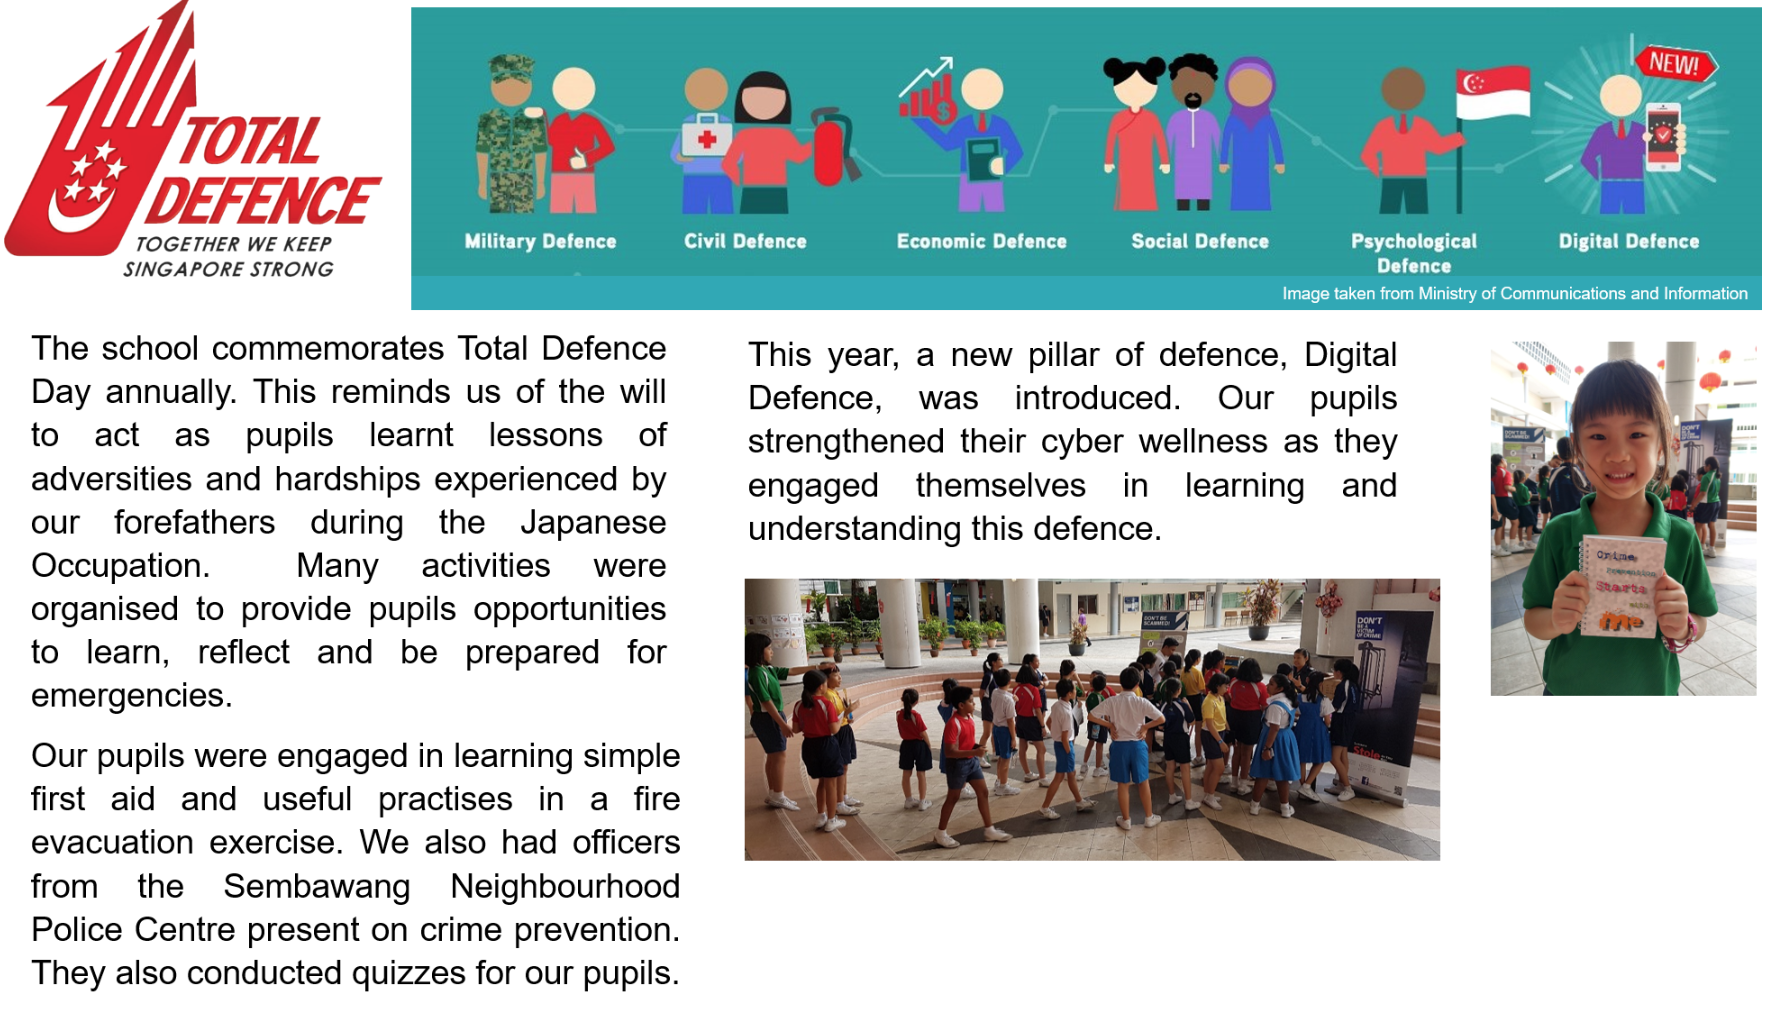 TOTAL
DEFENCE
TOGETHER WE KEEP
SINGAPORE STRONG
NEW!
Military Defence
Civil Defence
Economic Defence
Social Defence
Psychological
Defence
Digital Defence
Image taken from Ministry of Communications and Information
The school commemorates Total Defence
Day annually. This reminds us of the will
to act as pupils learnt lessons of
adversities and hardships experienced by
our forefathers during the Japanese
Occupation. Many activities were
organised to provide pupils opportunities
to learn, reflect and be prepared for
emergencies.
Our pupils were engaged in learning simple
first aid and useful practises in a fire
evacuation exercise. We also had officers
from the Sembawang Neighbourhood
Police Centre present on crime prevention.
They also conducted quizzes for our pupils.
This year, a new pillar of defence, Digital
Defence, was introduced. Our pupils
strengthened their cyber wellness as they
engaged themselves in learning and
understanding this defence.
DON'T BE
SCAMMED!
DON'T
BE A
VICTIM
OF CRIME
Stole
DON'T BE
SCAMMED!
DON'T
Crime
Prevention
Starts
with
me